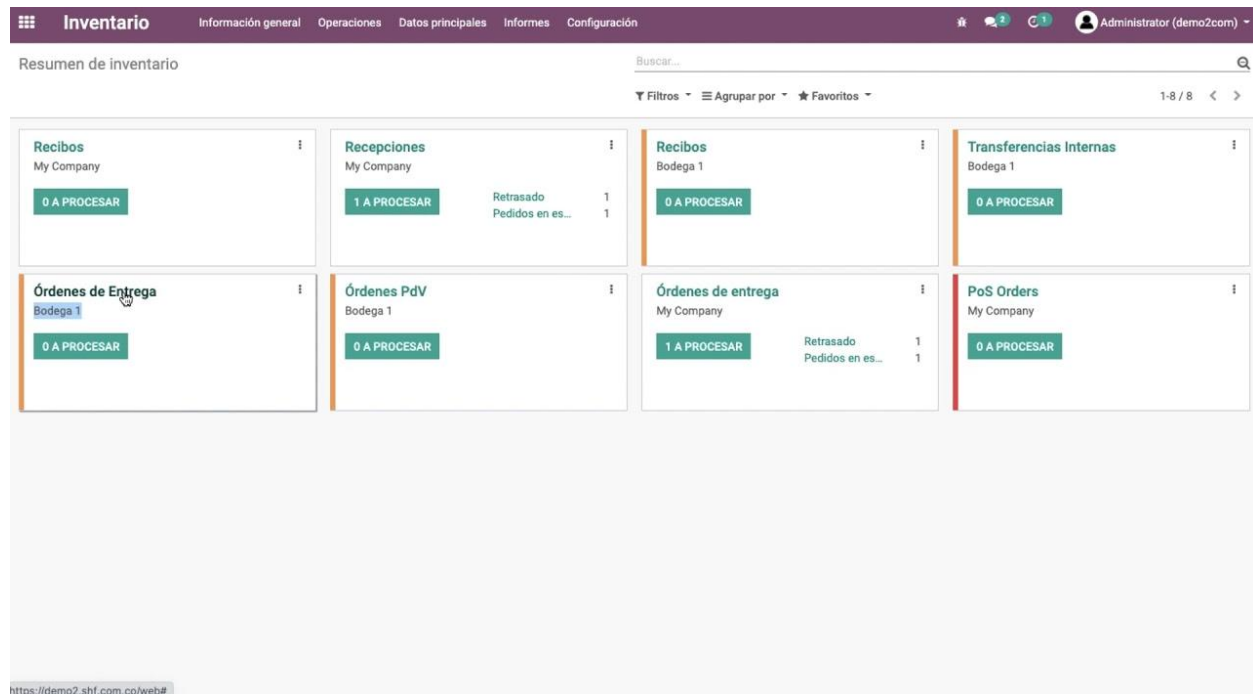 Inventario Información general Operaciones Datos principales Informes Configuración 2 1 Administrator (demo2com)
Resumen de inventario
Buscar...
Filtros Agrupar por Favoritos 1-8 / 8
Recibos
My Company
0 A PROCESAR
Recepciones
My Company
1 A PROCESAR
Retrasado 1
Pedidos en es... 1
Recibos
Bodega 1
0 A PROCESAR
Transferencias Internas
Bodega 1
0 A PROCESAR
Órdenes de Entrega
Bodega 1
0 A PROCESAR
Órdenes PdV
Bodega 1
0 A PROCESAR
Órdenes de entrega
My Company
1 A PROCESAR
Retrasado 1
Pedidos en es... 1
PoS Orders
My Company
0 A PROCESAR
https://demo2.shf.com.co/web#